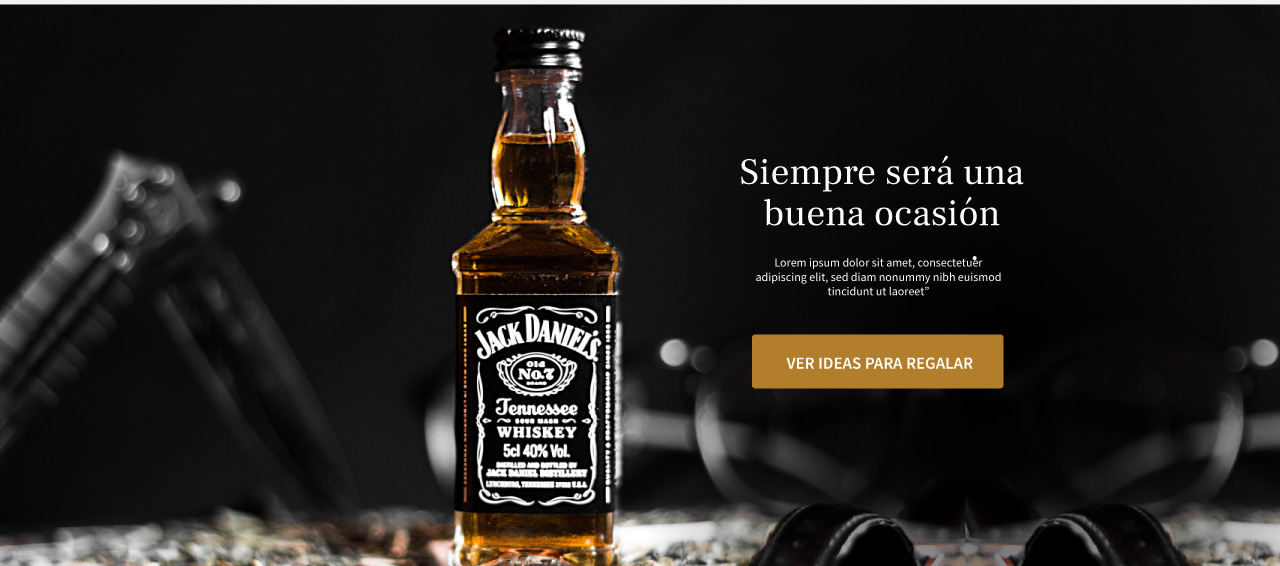 Siempre será una
buena ocasión
Lorem ipsum dolor sit amet, consectetuer
adipiscing elit, sed diam nonummy nibh euismod
tincidunt ut laoreet”
VER IDEAS PARA REGALAR
JACK DANIEL'S
Old
No.7
BRAND
Tennessee
SOUR MASH
WHISKEY
5cl 40% Vol.
DISTILLED AND BOTTLED BY
JACK DANIEL DISTILLERY
LYNCHBURG, TENNESSEE 37352 U.S.A.